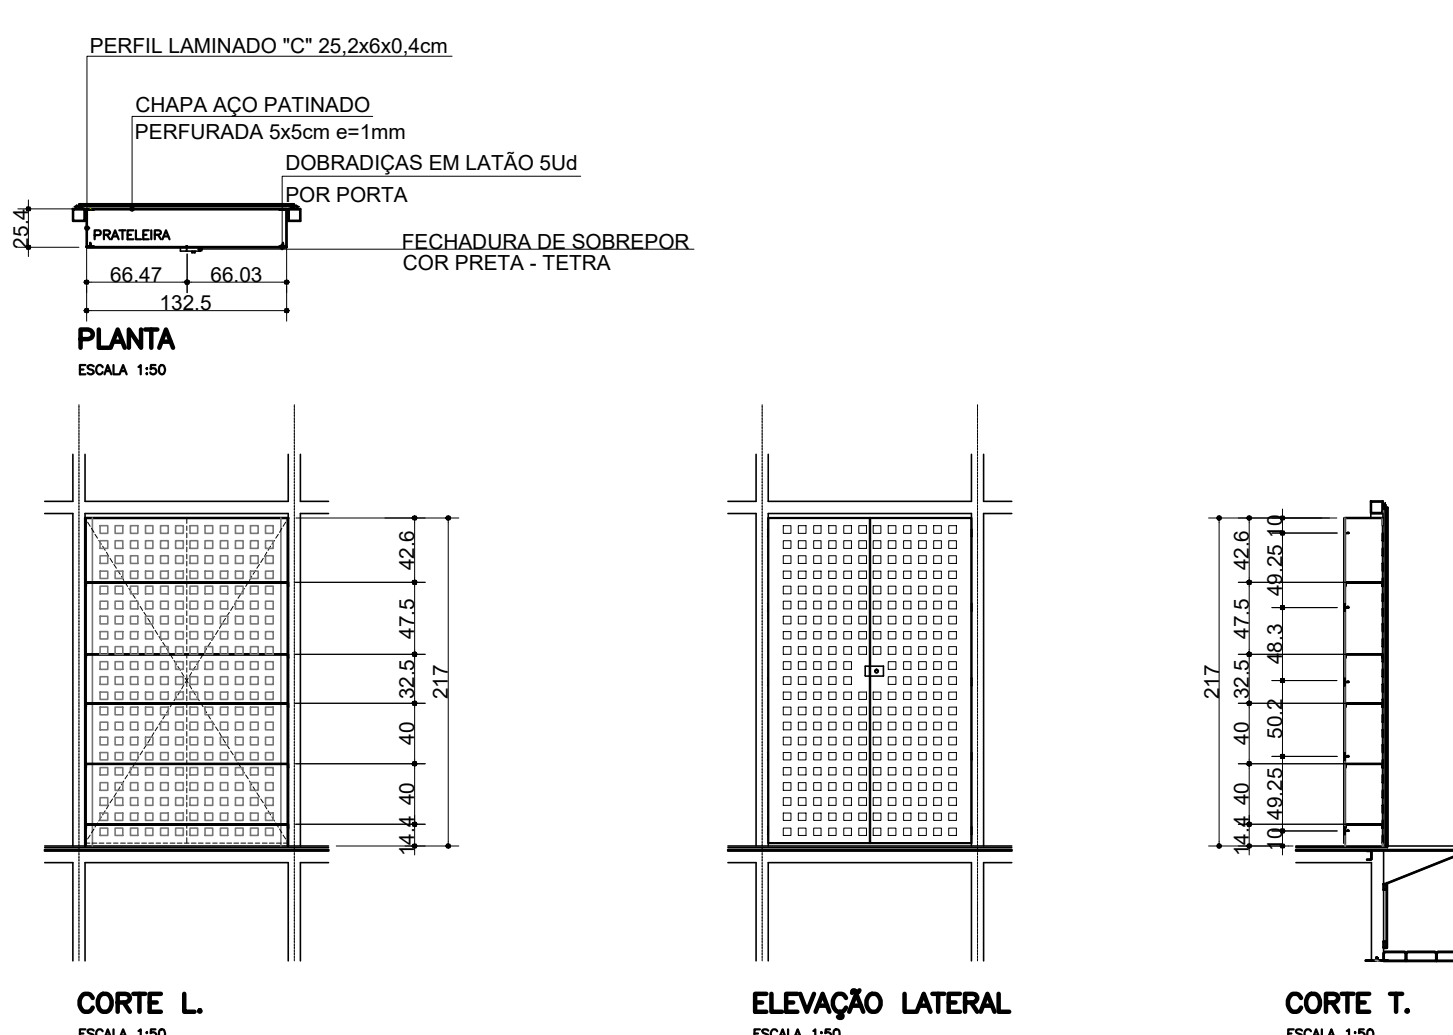 PERFIL LAMINADO "C" 25,2x6x0,4cm
CHAPA AÇO PATINADO
PERFURADA 5x5cm e=1mm
DOBRADIÇAS EM LATÃO 5Ud
POR PORTA
25.4
PRATELEIRA
FECHADURA DE SOBREPOR
COR PRETA - TETRA
66.47 66.03
132.5
PLANTA
ESCALA 1:50
42.6
47.5
32.5
40
40
14.4
217
CORTE L.
ESCALA 1:50
ELEVAÇÃO LATERAL
ESCALA 1:50
217
42.6
47.5
32.5
40
40
14.4
10
49.25
48.3
50.2
49.25
10
CORTE T.
ESCALA 1:50